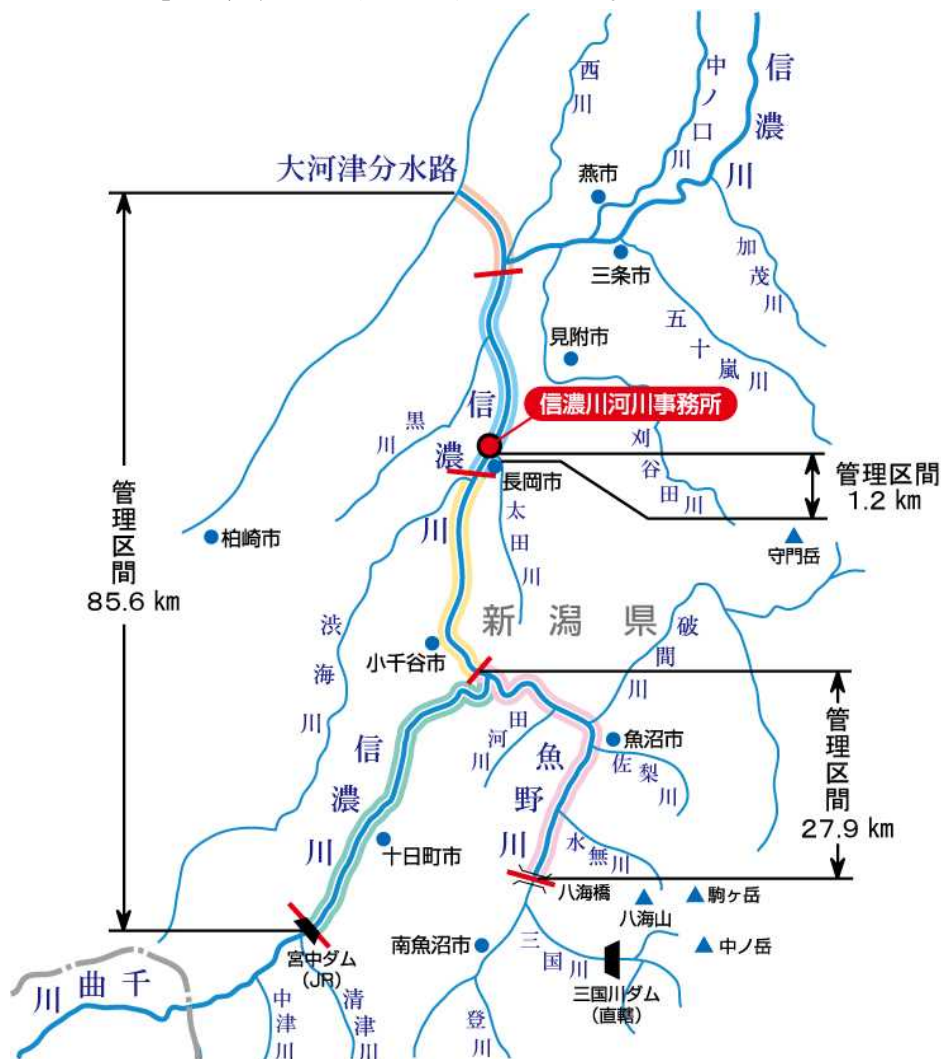 西川
中ノ口川
信濃川
大河津分水路
燕市
三条市
加茂川
五十嵐川
見附市
信濃川河川事務所
黒川
信濃川
長岡市
刈谷田川
管理区間
1.2 km
太田川
守門岳
柏崎市
管理区間
85.6 km
新潟県
渋海川
小千谷市
破間川
田河川
魚沼市
佐梨川
管理区間
27.9 km
信濃川
魚野川
水無川
十日町市
八海橋
八海山
駒ヶ岳
中ノ岳
南魚沼市
三国川
宮中ダム
(JR)
三国川ダム
(直轄)
千曲川
中津川
清津川
登川